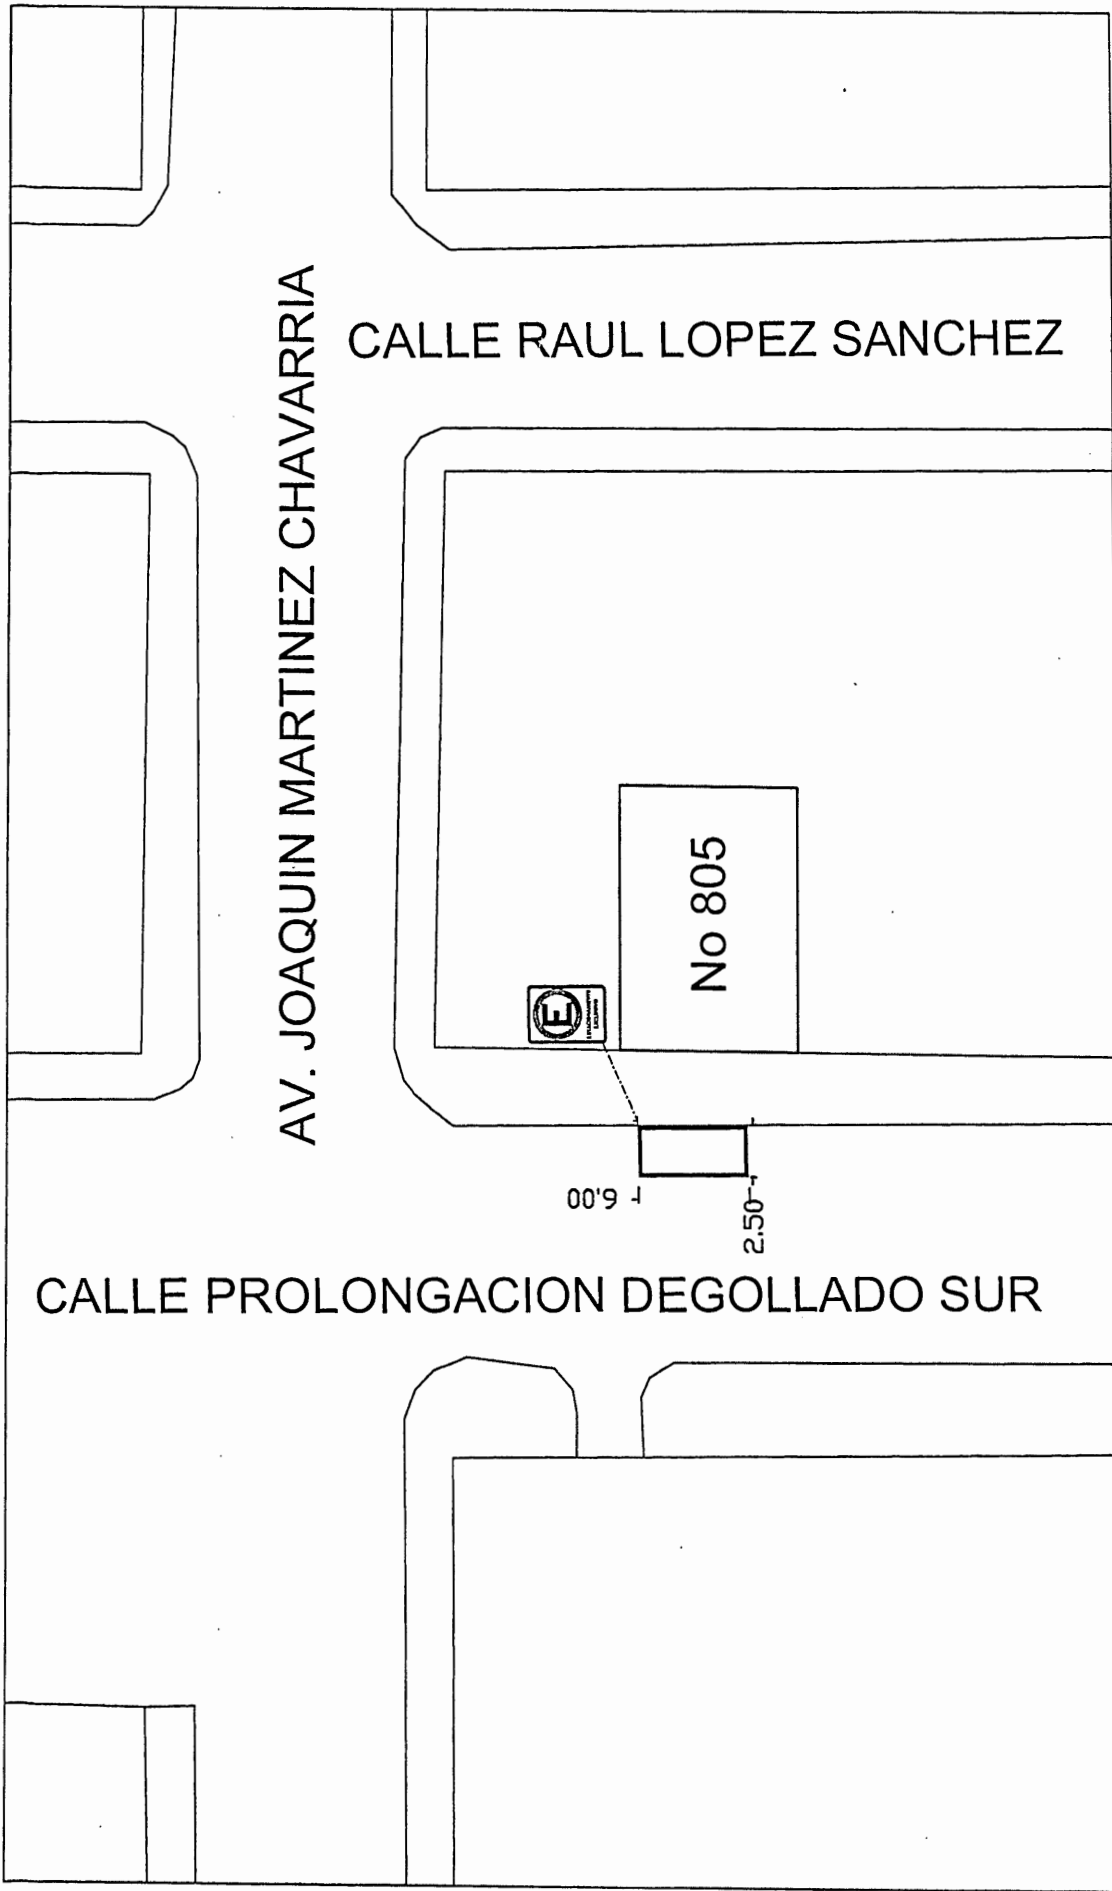 CALLE RAUL LOPEZ SANCHEZ
AV. JOAQUIN MARTINEZ CHAVARRIA
No 805
E
6.00
2.50
CALLE PROLONGACION DEGOLLADO SUR